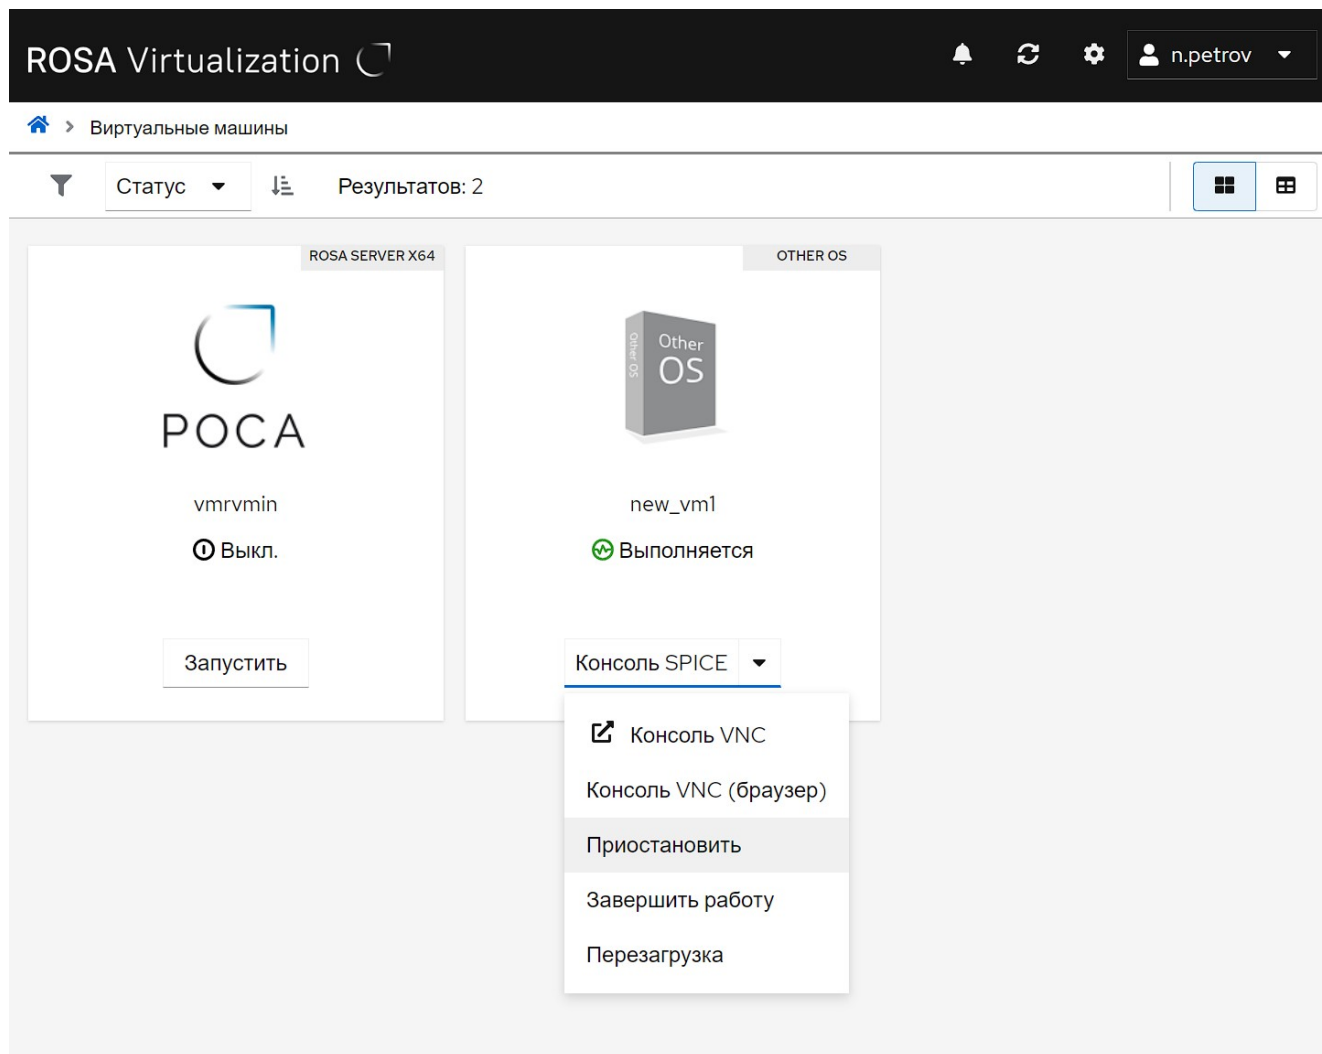 ROSA Virtualization
n.petrov
Виртуальные машины
Статус
Результатов: 2
ROSA SERVER X64
РОСА
vmrvmin
Выкл.
Запустить
OTHER OS
Other OS
Other
OS
new_vm1
Выполняется
Консоль SPICE
Консоль VNC
Консоль VNC (браузер)
Приостановить
Завершить работу
Перезагрузка